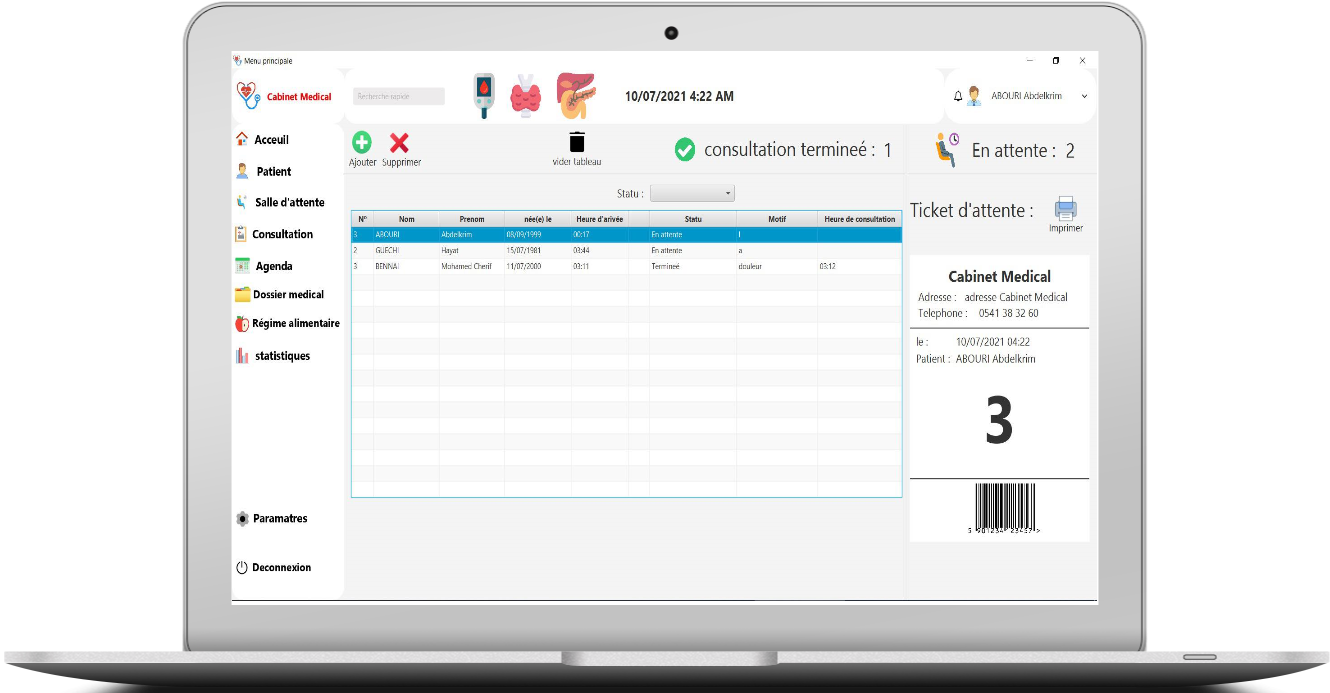 Menu principale
Cabinet Medical
Recherche rapide
10/07/2021 4:22 AM
ABOURI Abdelkrim
Acceuil
Patient
Salle d'attente
Consultation
Agenda
Dossier medical
Régime alimentaire
statistiques
Paramatres
Deconnexion
Ajouter Supprimer
vider tableau
consultation termineé : 1
En attente : 2
Statu :
N° Nom Prenom née(e) le Heure d'arivée Statu Motif Heure de consultation
3 ABOURI Abdelkrim 08/09/1999 00:17 En attente l
2 GUECHI Hayat 15/07/1981 03:44 En attente a
3 BENNAI Mohamed Cherif 11/07/2000 03:11 Termineé douleur 03:12
Ticket d'attente :
Imprimer
Cabinet Medical
Adresse : adresse Cabinet Medical
Telephone : 0541 38 32 60
le : 10/07/2021 04:22
Patient : ABOURI Abdelkrim
3